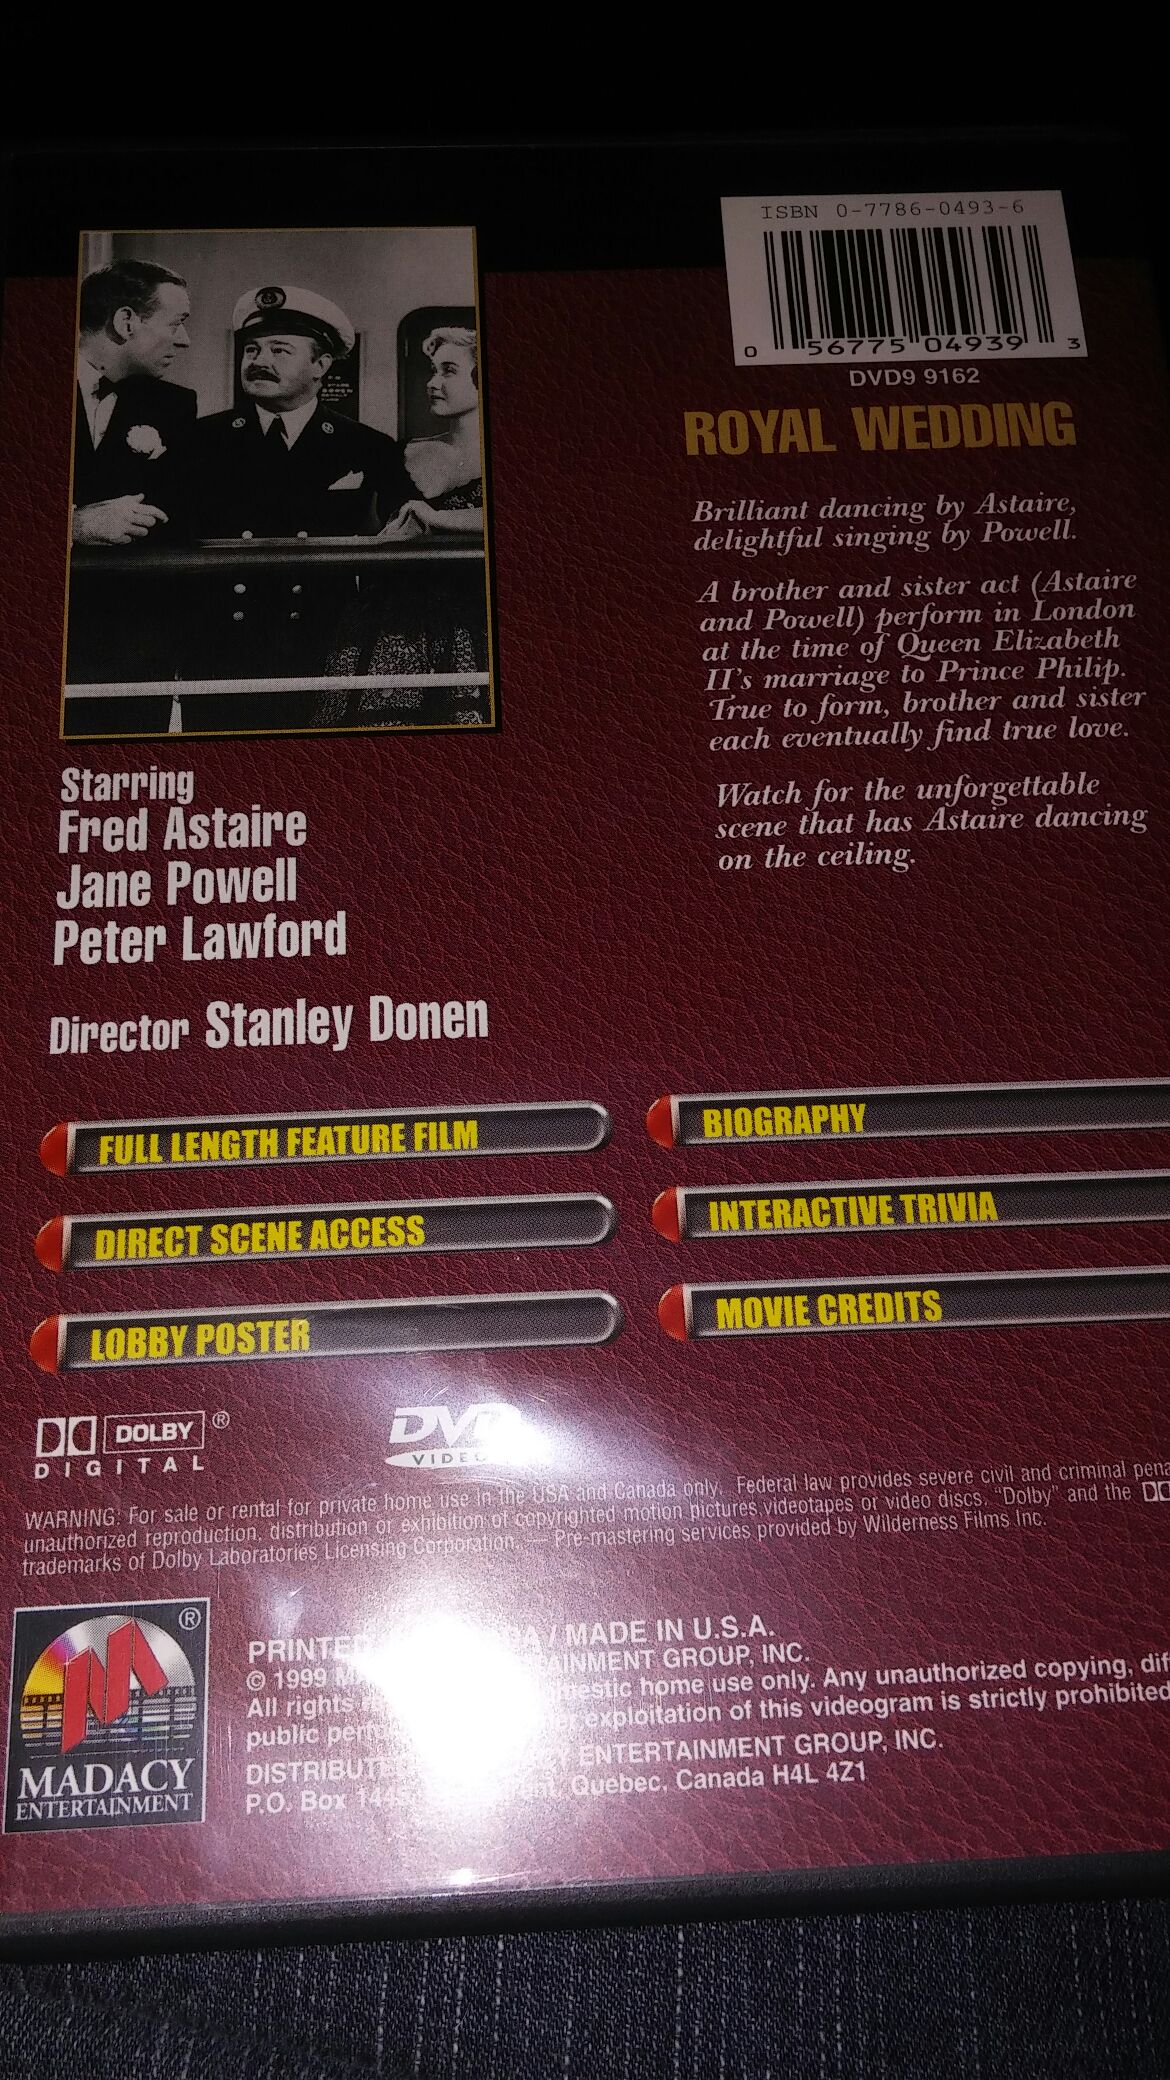 ISBN 0-7786-0493-6
0 56775 04939 3
DVD9 9162
ROYAL WEDDING
Brilliant dancing by Astaire,
delightful singing by Powell.
A brother and sister act (Astaire
and Powell) perform in London
at the time of Queen Elizabeth
II's marriage to Prince Philip.
True to form, brother and sister
each eventually find true love.
Watch for the unforgettable
scene that has Astaire dancing
on the ceiling.
Starring
Fred Astaire
Jane Powell
Peter Lawford
Director Stanley Donen
FULL LENGTH FEATURE FILM
DIRECT SCENE ACCESS
LOBBY POSTER
BIOGRAPHY
INTERACTIVE TRIVIA
MOVIE CREDITS
DOLBY ®
DIGITAL
DVD
VIDEO
WARNING: For sale or rental for private home use in the USA and Canada only. Federal law provides severe civil and criminal
unauthorized reproduction, distribution or exhibition of copyrighted motion pictures videotapes or video discs. "Dolby" and the
trademarks of Dolby Laboratories Licensing Corporation. — Pre-mastering services provided by Wilderness Films Inc.
®
MADACY
ENTERTAINMENT
PRINTED / MADE IN U.S.A.
© 1999 ENTERTAINMENT GROUP, INC.
All rights home use only. Any unauthorized copying,
public exploitation of this videogram is strictly prohibited
DISTRIBUTED ENTERTAINMENT GROUP, INC.
P.O. Box Quebec, Canada H4L 4Z1